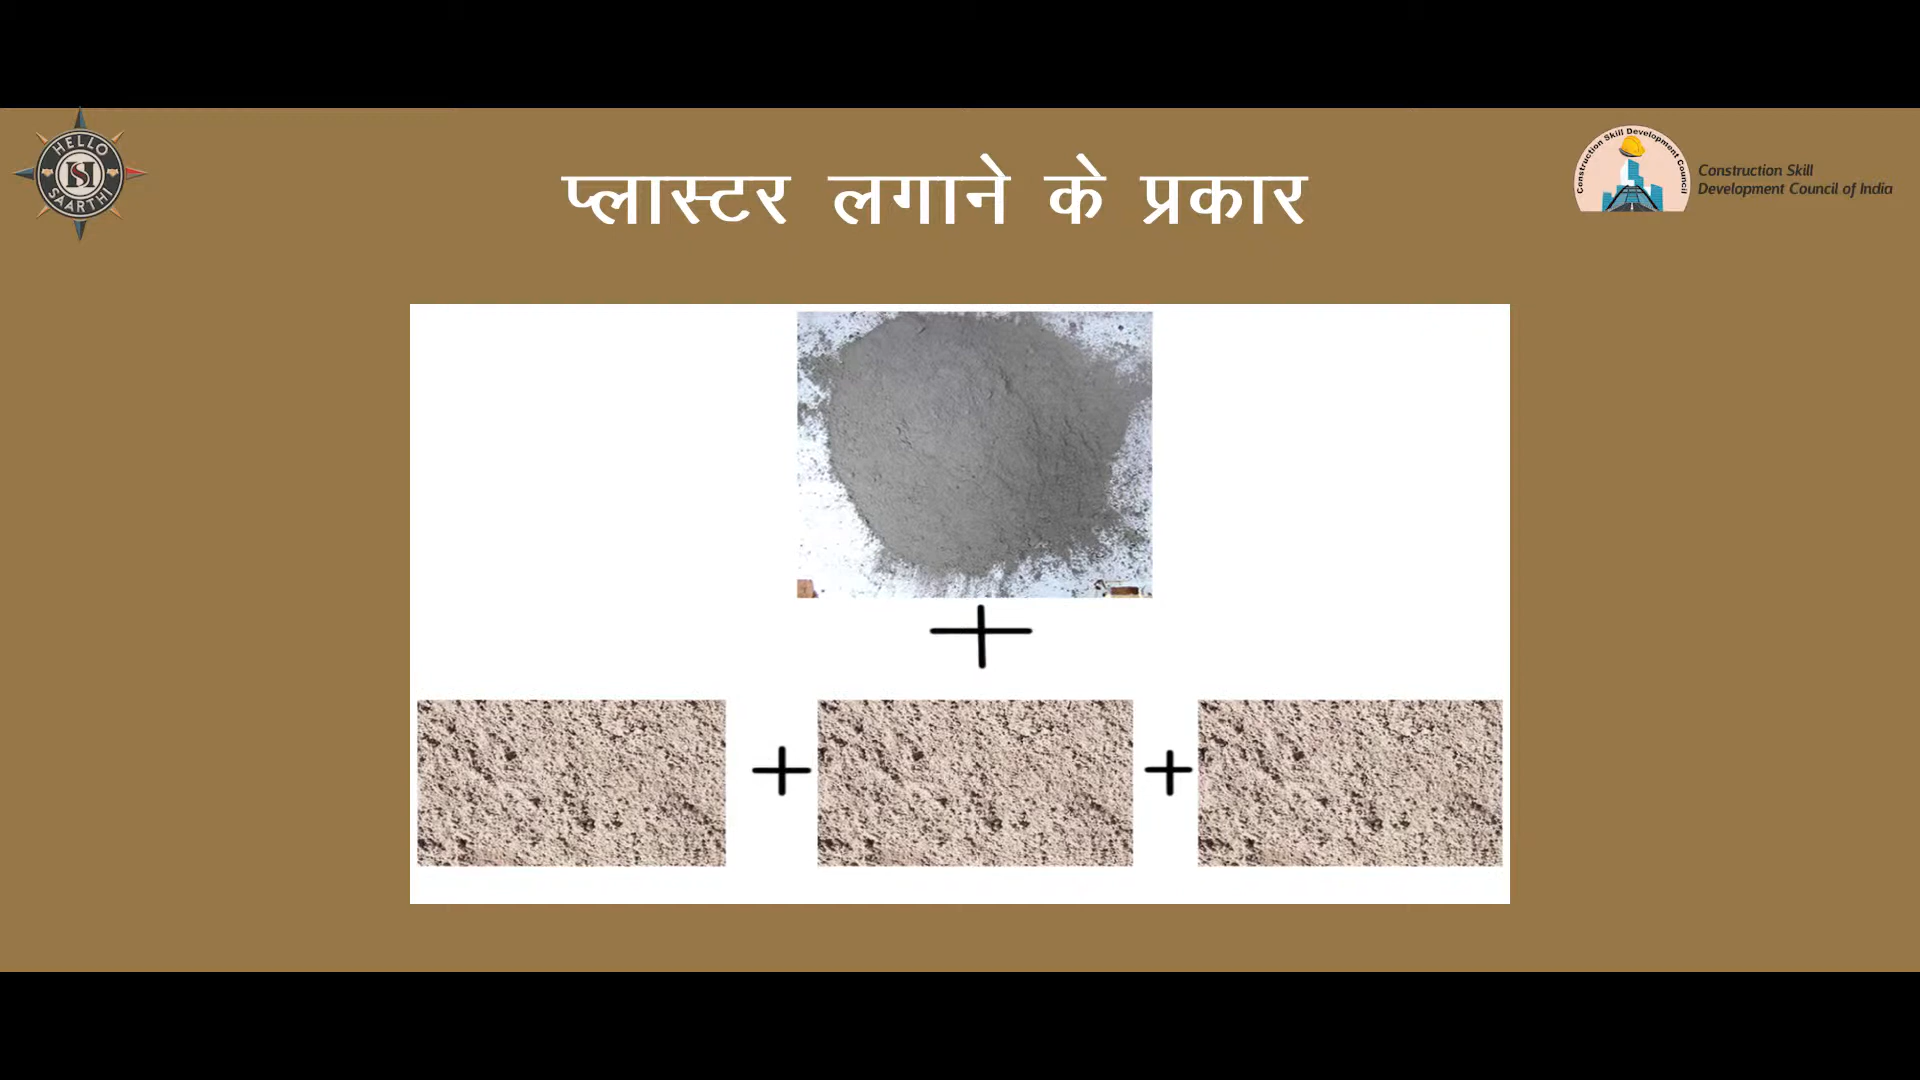 HELLO
SAARTHI
प्लास्टर लगाने के प्रकार
Construction Skill Development Council
Construction Skill
Development Council of India